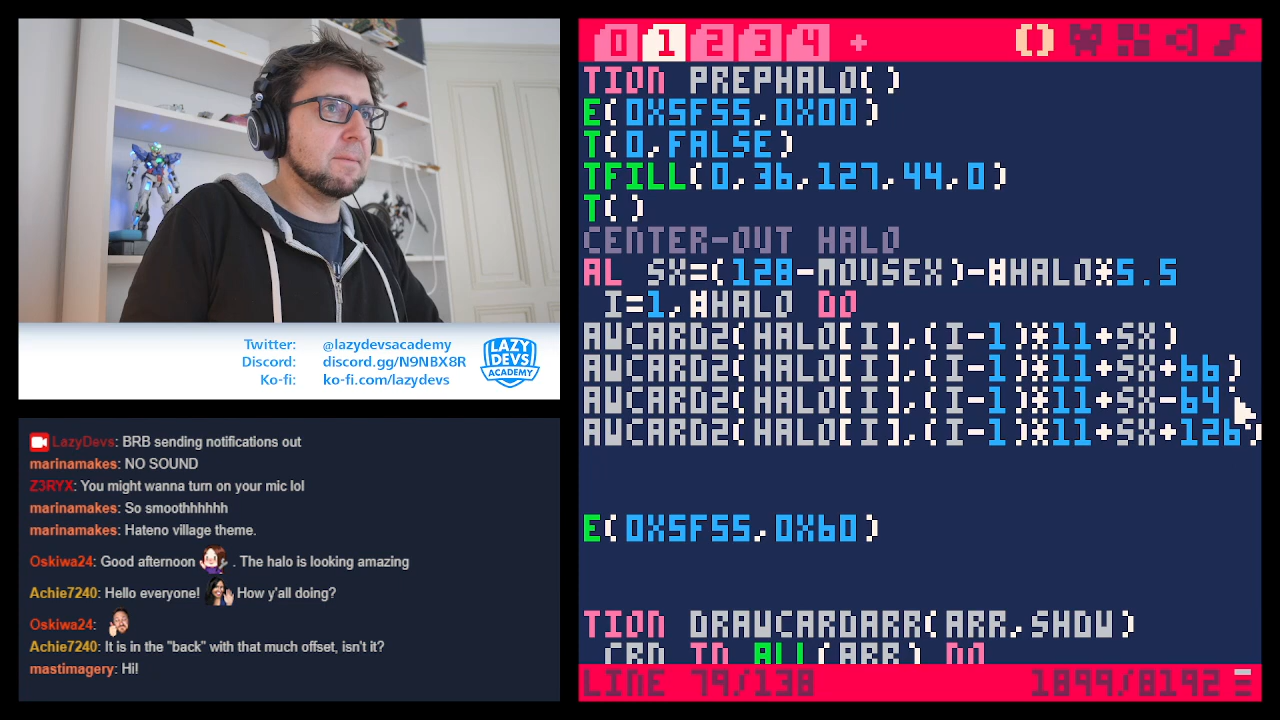 Twitter: @lazydevsacademy
Discord: discord.gg/N9NBX8R
Ko-fi: ko-fi.com/lazydevs
LAZY
DEVS
ACADEMY
LazyDevs: BRB sending notifications out
marinamakes: NO SOUND
Z3RYX: You might wanna turn on your mic lol
marinamakes: So smoothhhhhh
marinamakes: Hateno village theme.
Oskiwa24: Good afternoon . The halo is looking amazing
Achie7240: Hello everyone! How y'all doing?
Oskiwa24:
Achie7240: It is in the "back" with that much offset, isn't it?
mastimagery: Hi!
0 1 2 3 4 + ()
TION PREPHALO()
E(0X5F55,0X00)
T(0,FALSE)
TFILL(0,36,127,44,0)
T()
CENTER-OUT HALO
AL SX=(128-MOUSEX)-#HALO*5.5
I=1,#HALO DO
AWCARD2(HALO[I],(I-1)*11+SX)
AWCARD2(HALO[I],(I-1)*11+SX+66)
AWCARD2(HALO[I],(I-1)*11+SX-64
AWCARD2(HALO[I],(I-1)*11+SX+126)
E(0X5F55,0X60)
TION DRAWCARDARR(ARR,SHOW)
CRD IN ALL(ARR) DO
LINE 79/138 1899/8192